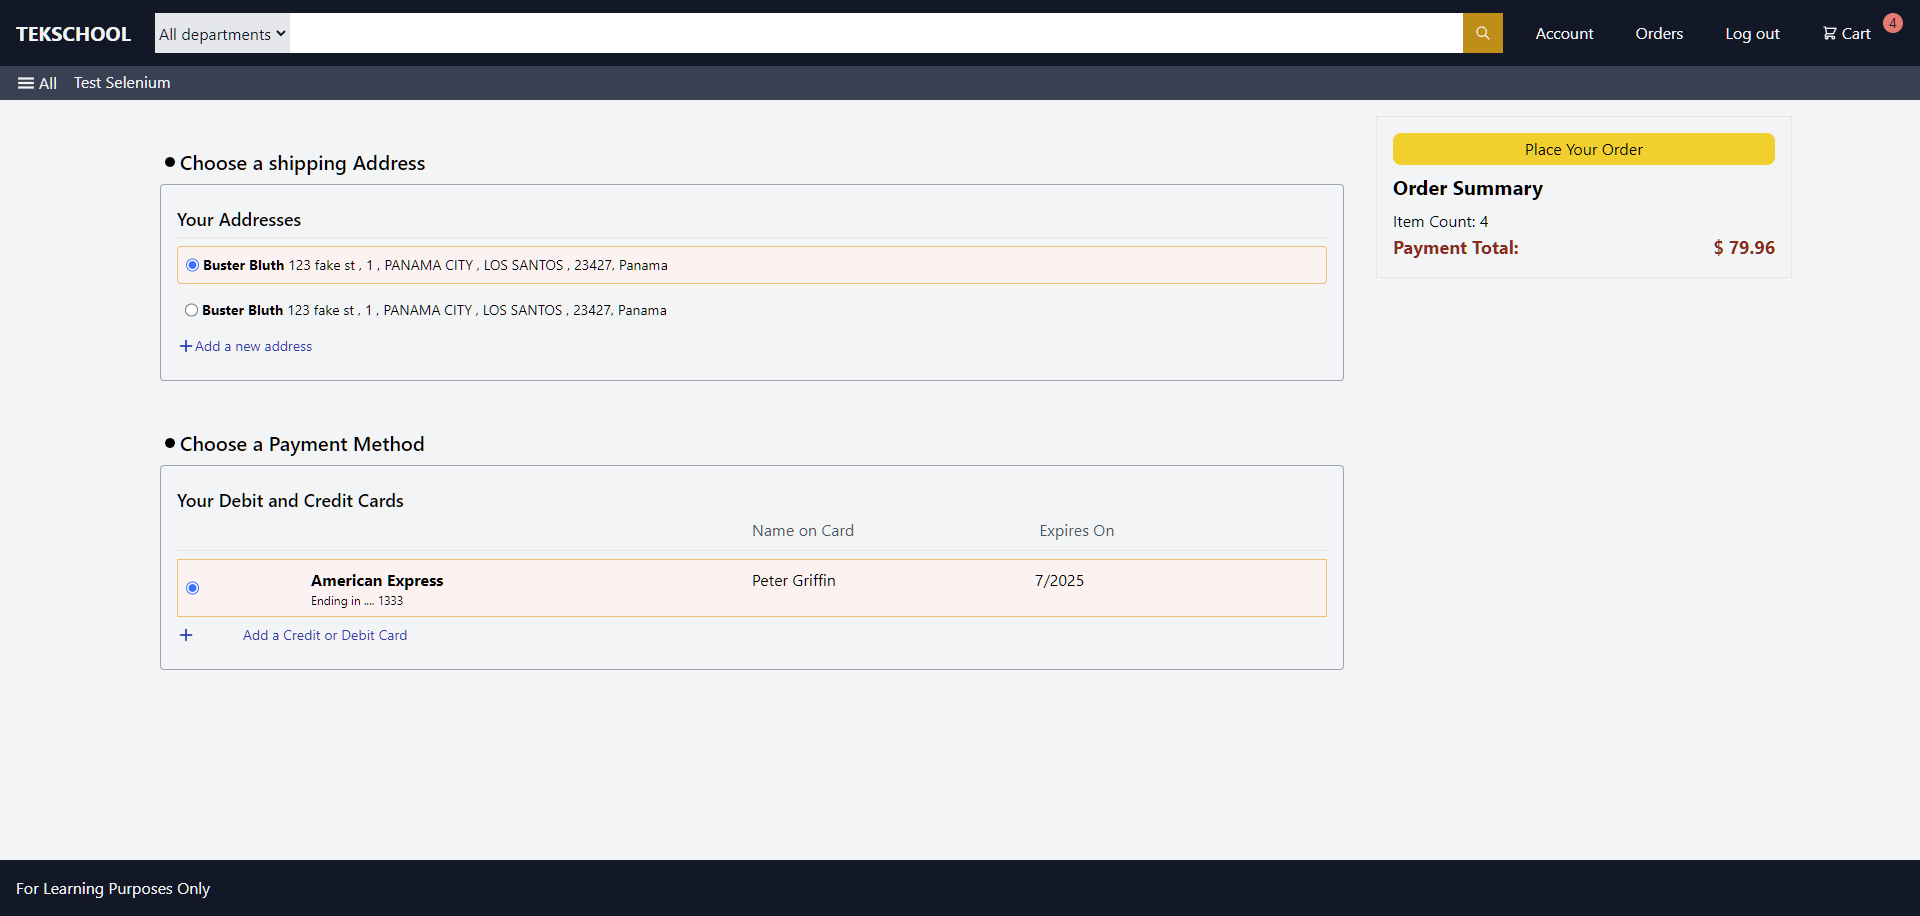 TEKSCHOOL
All departments
Account
Orders
Log out
Cart
4
All
Test Selenium
Choose a shipping Address
Your Addresses
Buster Bluth 123 fake st , 1 , PANAMA CITY , LOS SANTOS , 23427, Panama
Buster Bluth 123 fake st , 1 , PANAMA CITY , LOS SANTOS , 23427, Panama
Add a new address
Choose a Payment Method
Your Debit and Credit Cards
Name on Card
Expires On
American Express
Peter Griffin
7/2025
Ending in .... 1333
Add a Credit or Debit Card
Place Your Order
Order Summary
Item Count: 4
Payment Total: $ 79.96
For Learning Purposes Only